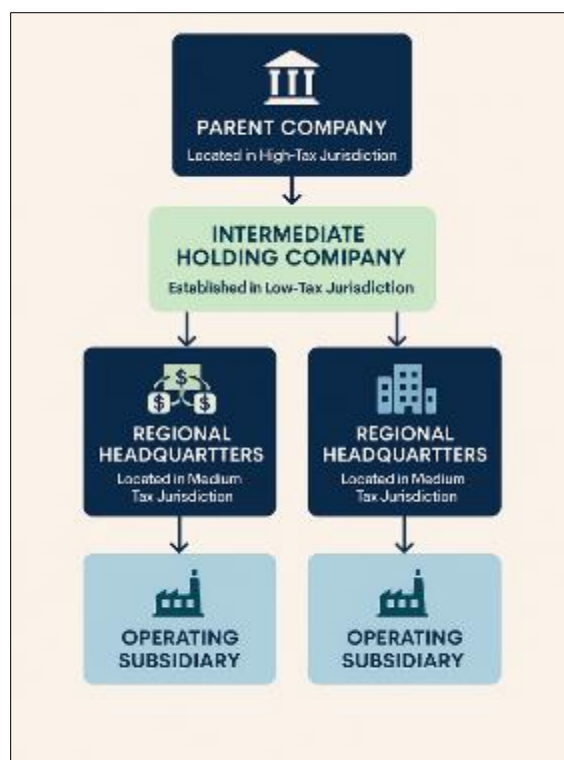 PARENT COMPANY
Located in High-Tax Jurisdiction
INTERMEDIATE
HOLDING COMIPANY
Established in Low-Tax Jurisdiction
$
$ $
REGIONAL
HEADQUARTTERS
Located in Medium
Tax Jurisdiction
REGIONAL
HEADQUARTTERS
Located in Medium
Tax Jurisdiction
OPERATING
SUBSIDIARY
OPERATING
SUBSIDIARY